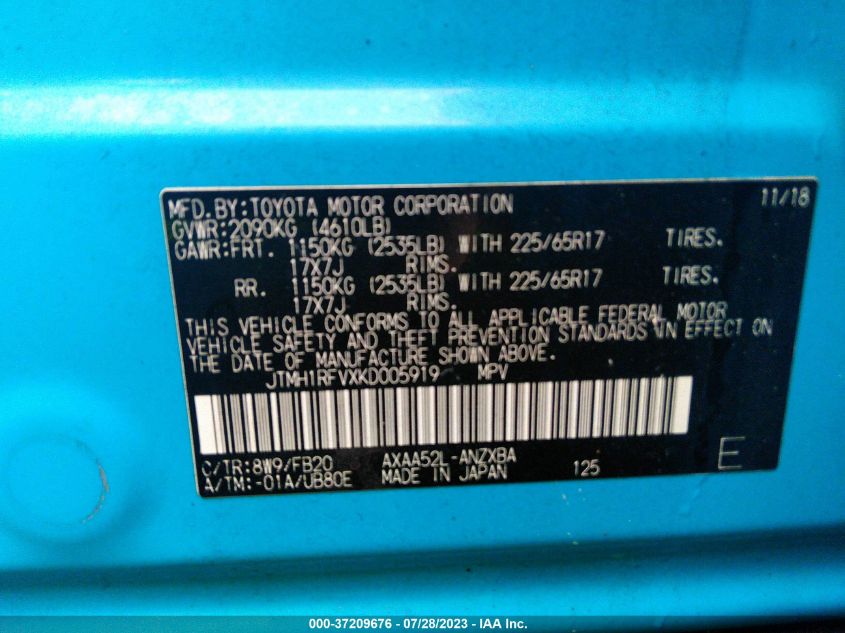 MFD.BY:TOYOTA MOTOR CORPORATION 11/18
GVWR:2090KG (4610LB)
GAWR:FRT. 1150KG (2535LB) WITH 225/65R17 TIRES.
17X7J RIMS.
RR. 1150KG (2535LB) WITH 225/65R17 TIRES.
17X7J RIMS.
THIS VEHICLE CONFORMS TO ALL APPLICABLE FEDERAL MOTOR
VEHICLE SAFETY AND THEFT PREVENTION STANDARDS IN EFFECT ON
THE DATE OF MANUFACTURE SHOWN ABOVE.
JTMH1RFVXKD005919 MPV
C/TR:8W9/FB20 AXAA52L-ANZXBA
A/TM:-01A/UB80E MADE IN JAPAN 125 E
000-37209676 / 07/28/2023 - IAA Inc.